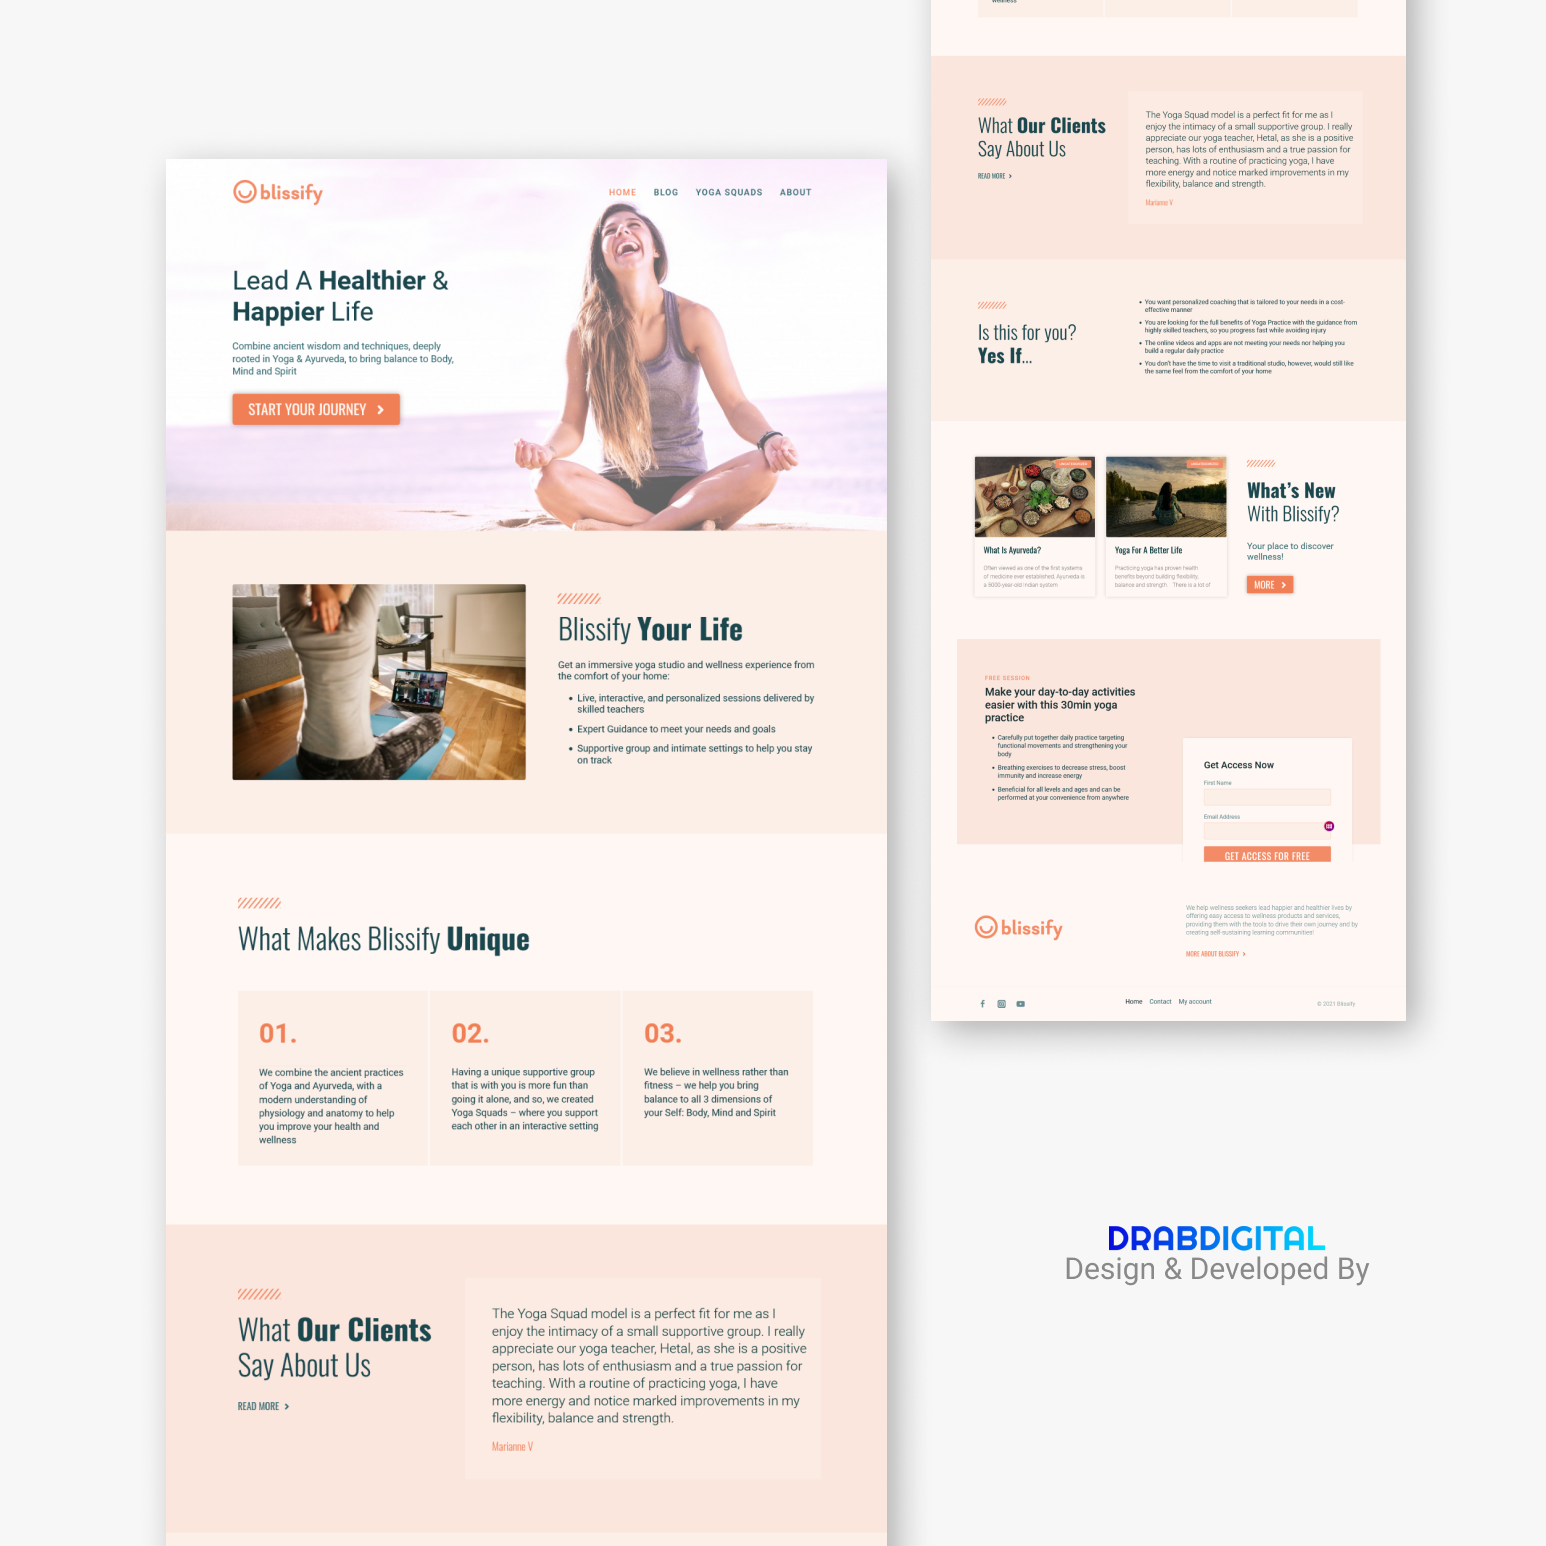 blissify
HOME BLOG YOGA SQUADS ABOUT
Lead A Healthier &
Happier Life
Combine ancient wisdom and techniques, deeply
rooted in Yoga & Ayurveda, to bring balance to Body,
Mind and Spirit
START YOUR JOURNEY
Blissify Your Life
Get an immersive yoga studio and wellness experience from
the comfort of your home:
• Live, interactive, and personalized sessions delivered by
skilled teachers
• Expert Guidance to meet your needs and goals
• Supportive group and intimate settings to help you stay
on track
What Makes Blissify Unique
01.
We combine the ancient practices
of Yoga and Ayurveda, with a
modern understanding of
physiology and anatomy to help
you improve your health and
wellness
02.
Having a unique supportive group
that is with you is more fun than
going it alone, and so, we created
Yoga Squads – where you support
each other in an interactive setting
03.
We believe in wellness rather than
fitness – we help you bring
balance to all 3 dimensions of
your Self: Body, Mind and Spirit
What Our Clients
Say About Us
READ MORE
The Yoga Squad model is a perfect fit for me as I
enjoy the intimacy of a small supportive group. I really
appreciate our yoga teacher, Hetal, as she is a positive
person, has lots of enthusiasm and a true passion for
teaching. With a routine of practicing yoga, I have
more energy and notice marked improvements in my
flexibility, balance and strength.
Marianne V
wellness
What Our Clients
Say About Us
READ MORE
The Yoga Squad model is a perfect fit for me as I
enjoy the intimacy of a small supportive group. I really
appreciate our yoga teacher, Hetal, as she is a positive
person, has lots of enthusiasm and a true passion for
teaching. With a routine of practicing yoga, I have
more energy and notice marked improvements in my
flexibility, balance and strength.
Marianne V
Is this for you?
Yes If...
• You want personalized coaching that is tailored to your needs in a cost-
effective manner
• You are looking for the full benefits of Yoga Practice with the guidance from
highly skilled teachers, so you progress fast while avoiding injury
• The online videos and apps are not meeting your needs nor helping you
build a regular daily practice
• You don't have the time to visit a traditional studio, however, would still like
the same feel from the comfort of your home
UNCATEGORIZED
What Is Ayurveda?
Often viewed as one of the first systems
of medicine ever established, Ayurveda is
a 5000-year old Indian system
UNCATEGORIZED
Yoga For A Better Life
Practicing yoga has proven health
benefits beyond building flexibility,
balance and strength. There is a lot of
What's New
With Blissify?
Your place to discover
wellness!
MORE
FREE SESSION
Make your day-to-day activities
easier with this 30min yoga
practice
• Carefully put together daily practice targeting
functional movements and strengthening your
body
• Breathing exercises to decrease stress, boost
immunity and increase energy
• Beneficial for all levels and ages and can be
performed at your convenience from anywhere
Get Access Now
First Name
Email Address
GET ACCESS FOR FREE
blissify
We help wellness seekers lead happier and healthier lives by
offering easy access to wellness products and services,
providing them with the tools to drive their own journey and by
creating self-sustaining learning communities!
MORE ABOUT BLISSIFY
Home Contact My account
© 2021 Blissify
DRABDIGITAL
Design & Developed By